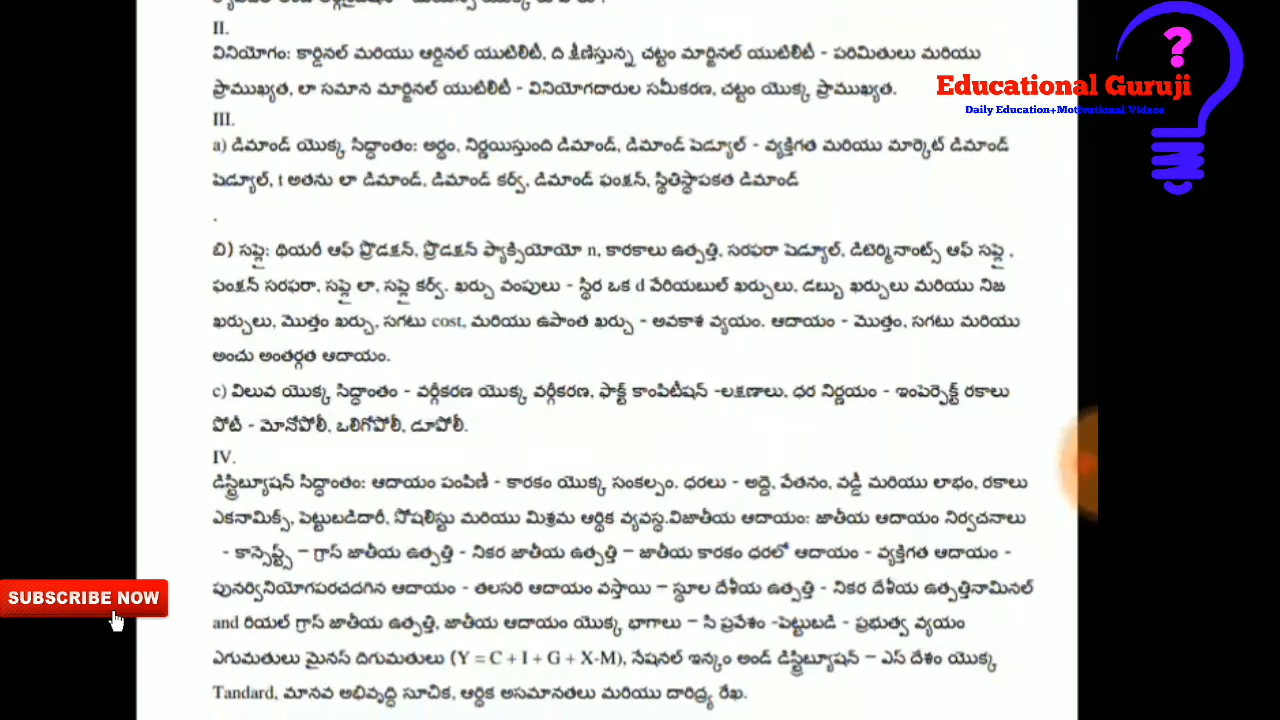 II.
వినియోగం: కార్డినల్ మరియు ఆర్డినల్ యుటిలిటీ, ది క్షీణిస్తున్న చట్టం మార్జినల్ యుటిలిటీ - పరిమితులు మరియు
ప్రాముఖ్యత, లా సమాన మార్జినల్ యుటిలిటీ - వినియోగదారుల సమీకరణ, చట్టం యొక్క ప్రాముఖ్యత.
Educational Guruji
Daily Education+Motivational Videos
III.
a) డిమాండ్ యొక్క సిద్ధాంతం: అర్థం, నిర్ణయిస్తుంది డిమాండ్, డిమాండ్ షెడ్యూల్ - వ్యక్తిగత మరియు మార్కెట్ డిమాండ్
షెడ్యూల్, t అతను లా డిమాండ్, డిమాండ్ కర్వ్, డిమాండ్ ఫంక్షన్, స్థితిస్థాపకత డిమాండ్
.
బి) సప్లై: థియరీ ఆఫ్ ప్రొడక్షన్, ప్రొడక్షన్ ఫ్యాక్సియోయో n, కారకాలు ఉత్పత్తి, సరఫరా షెడ్యూల్, డిటెర్మినాంట్స్ ఆఫ్ సప్లై ,
ఫంక్షన్ సరఫరా, సప్లై లా, సప్లై కర్వ్. ఖర్చు వంపులు - స్థిర ఒక d వేరియబుల్ ఖర్చులు, డబ్బు ఖర్చులు మరియు నిజ
ఖర్చులు, మొత్తం ఖర్చు, సగటు cost, మరియు ఉపాంత ఖర్చు - అవకాశ వ్యయం. ఆదాయం - మొత్తం, సగటు మరియు
అంచు అంతర్గత ఆదాయం.
c) విలువ యొక్క సిద్ధాంతం - వర్గీకరణ యొక్క వర్గీకరణ, ఫాక్ట్ కాంపిటీషన్ -లక్షణాలు, ధర నిర్ణయం - ఇంపెర్ఫెక్ట్ రకాలు
పోటీ - మోనోపోలీ, ఒలిగోపోలీ, డూపోలీ.
IV.
డిస్ట్రిబ్యూషన్ సిద్ధాంతం: ఆదాయం పంపిణీ - కారకం యొక్క సంకల్పం. ధరలు - అద్దె, వేతనం, వడ్డీ మరియు లాభం, రకాలు
ఎకనామిక్స్, పెట్టుబడిదారీ, సోషలిస్టు మరియు మిశ్రమ ఆర్థిక వ్యవస్థ.విజాతీయ ఆదాయం: జాతీయ ఆదాయం నిర్వచనాలు
- కాన్సెప్ట్స్ – గ్రాస్ జాతీయ ఉత్పత్తి - నికర జాతీయ ఉత్పత్తి – జాతీయ కారకం ధరలో ఆదాయం - వ్యక్తిగత ఆదాయం -
పునర్వినియోగపరచదగిన ఆదాయం - తలసరి ఆదాయం వస్తాయి – స్థూల దేశీయ ఉత్పత్తి - నికర దేశీయ ఉత్పత్తినామినల్
and రియల్ గ్రాస్ జాతీయ ఉత్పత్తి, జాతీయ ఆదాయం యొక్క భాగాలు – సి ప్రవేశం -పెట్టుబడి - ప్రభుత్వ వ్యయం
SUBSCRIBE NOW
ఎగుమతులు మైనస్ దిగుమతులు (Y = C + I + G + X-M), నేషనల్ ఇన్కం అండ్ డిస్ట్రిబ్యూషన్ – ఎస్ దేశం యొక్క
Tandard, మానవ అభివృద్ధి సూచిక, ఆర్థిక అసమానతలు మరియు దారిద్ర్య రేఖ.